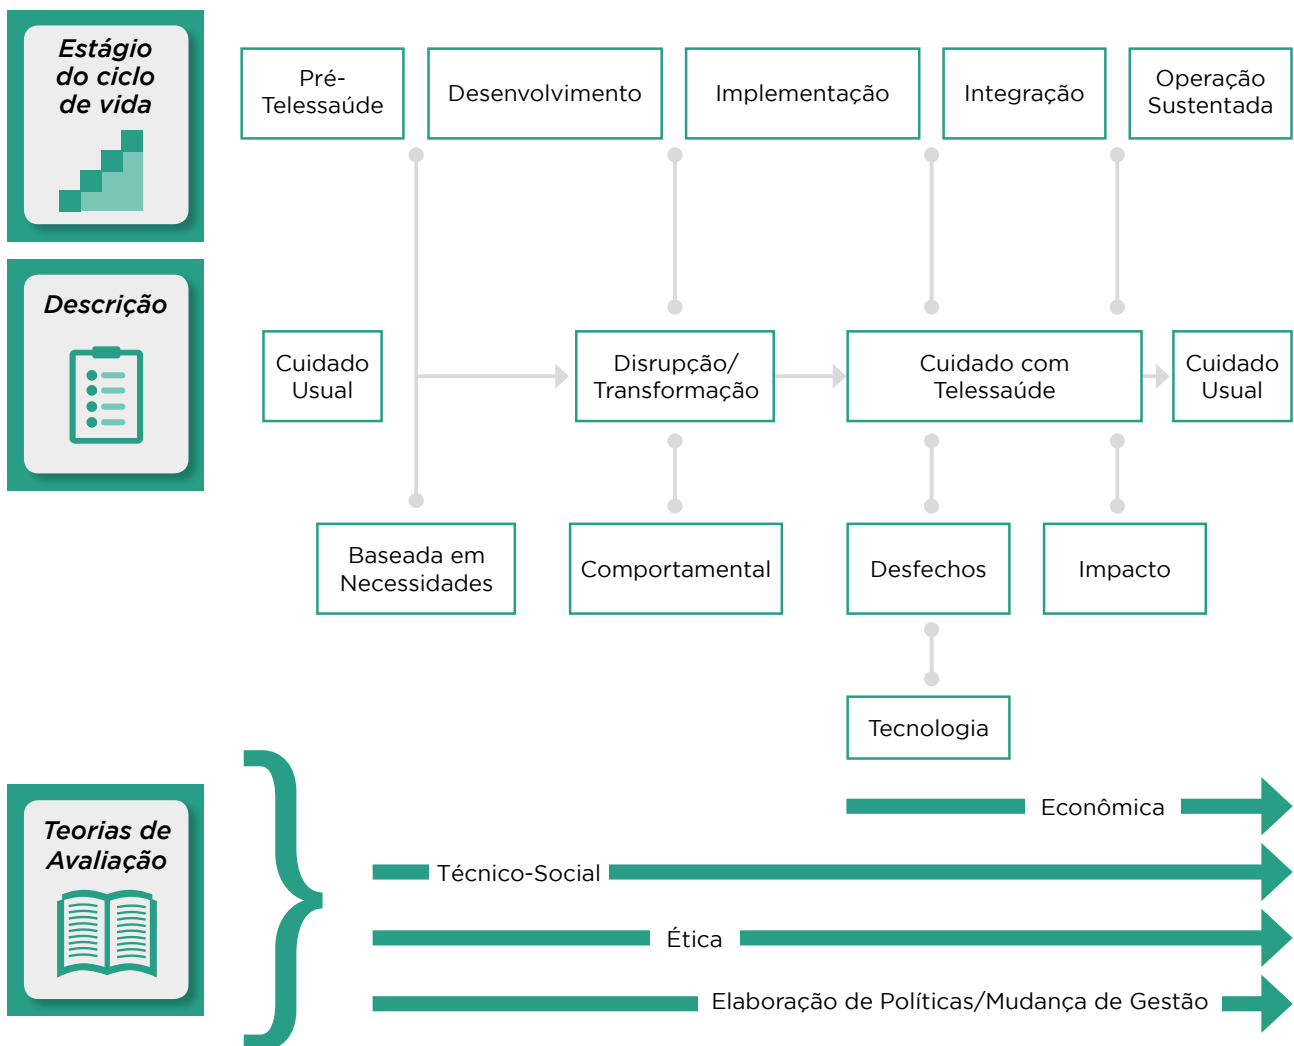 Estágio
do ciclo
de vida
Pré-
Telessaúde
Desenvolvimento
Implementação
Integração
Operação
Sustentada
Descrição
Cuidado
Usual
Disrupção/
Transformação
Cuidado com
Telessaúde
Cuidado
Usual
Baseada em
Necessidades
Comportamental
Desfechos
Impacto
Tecnologia
Teorias de
Avaliação
Econômica
Técnico-Social
Ética
Elaboração de Políticas/Mudança de Gestão